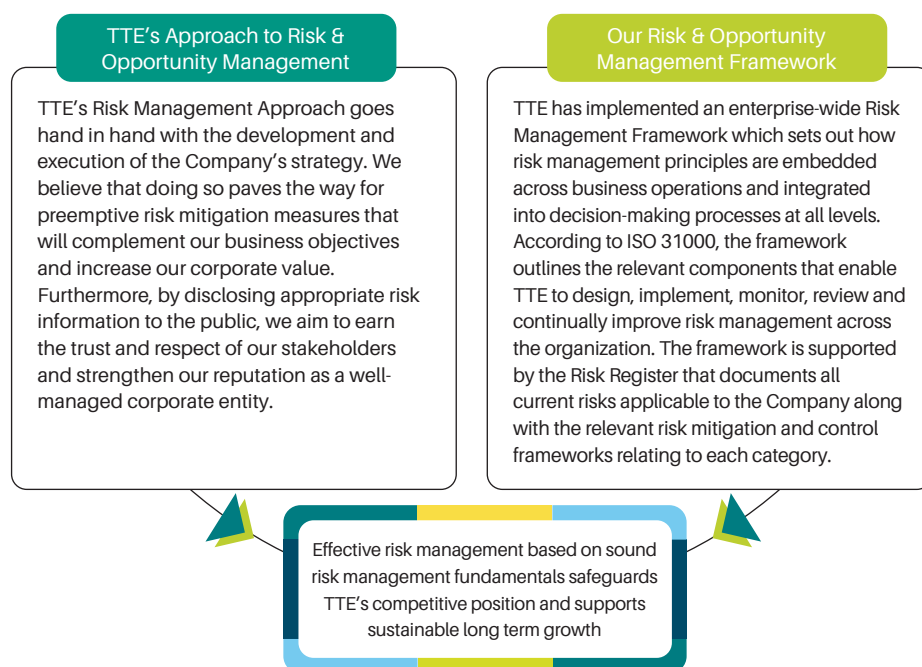 TTE's Approach to Risk &
Opportunity Management
TTE's Risk Management Approach goes
hand in hand with the development and
execution of the Company's strategy. We
believe that doing so paves the way for
preemptive risk mitigation measures that
will complement our business objectives
and increase our corporate value.
Furthermore, by disclosing appropriate risk
information to the public, we aim to earn
the trust and respect of our stakeholders
and strengthen our reputation as a well-
managed corporate entity.
Our Risk & Opportunity
Management Framework
TTE has implemented an enterprise-wide Risk
Management Framework which sets out how
risk management principles are embedded
across business operations and integrated
into decision-making processes at all levels.
According to ISO 31000, the framework
outlines the relevant components that enable
TTE to design, implement, monitor, review and
continually improve risk management across
the organization. The framework is supported
by the Risk Register that documents all
current risks applicable to the Company along
with the relevant risk mitigation and control
frameworks relating to each category.
Effective risk management based on sound
risk management fundamentals safeguards
TTE's competitive position and supports
sustainable long term growth